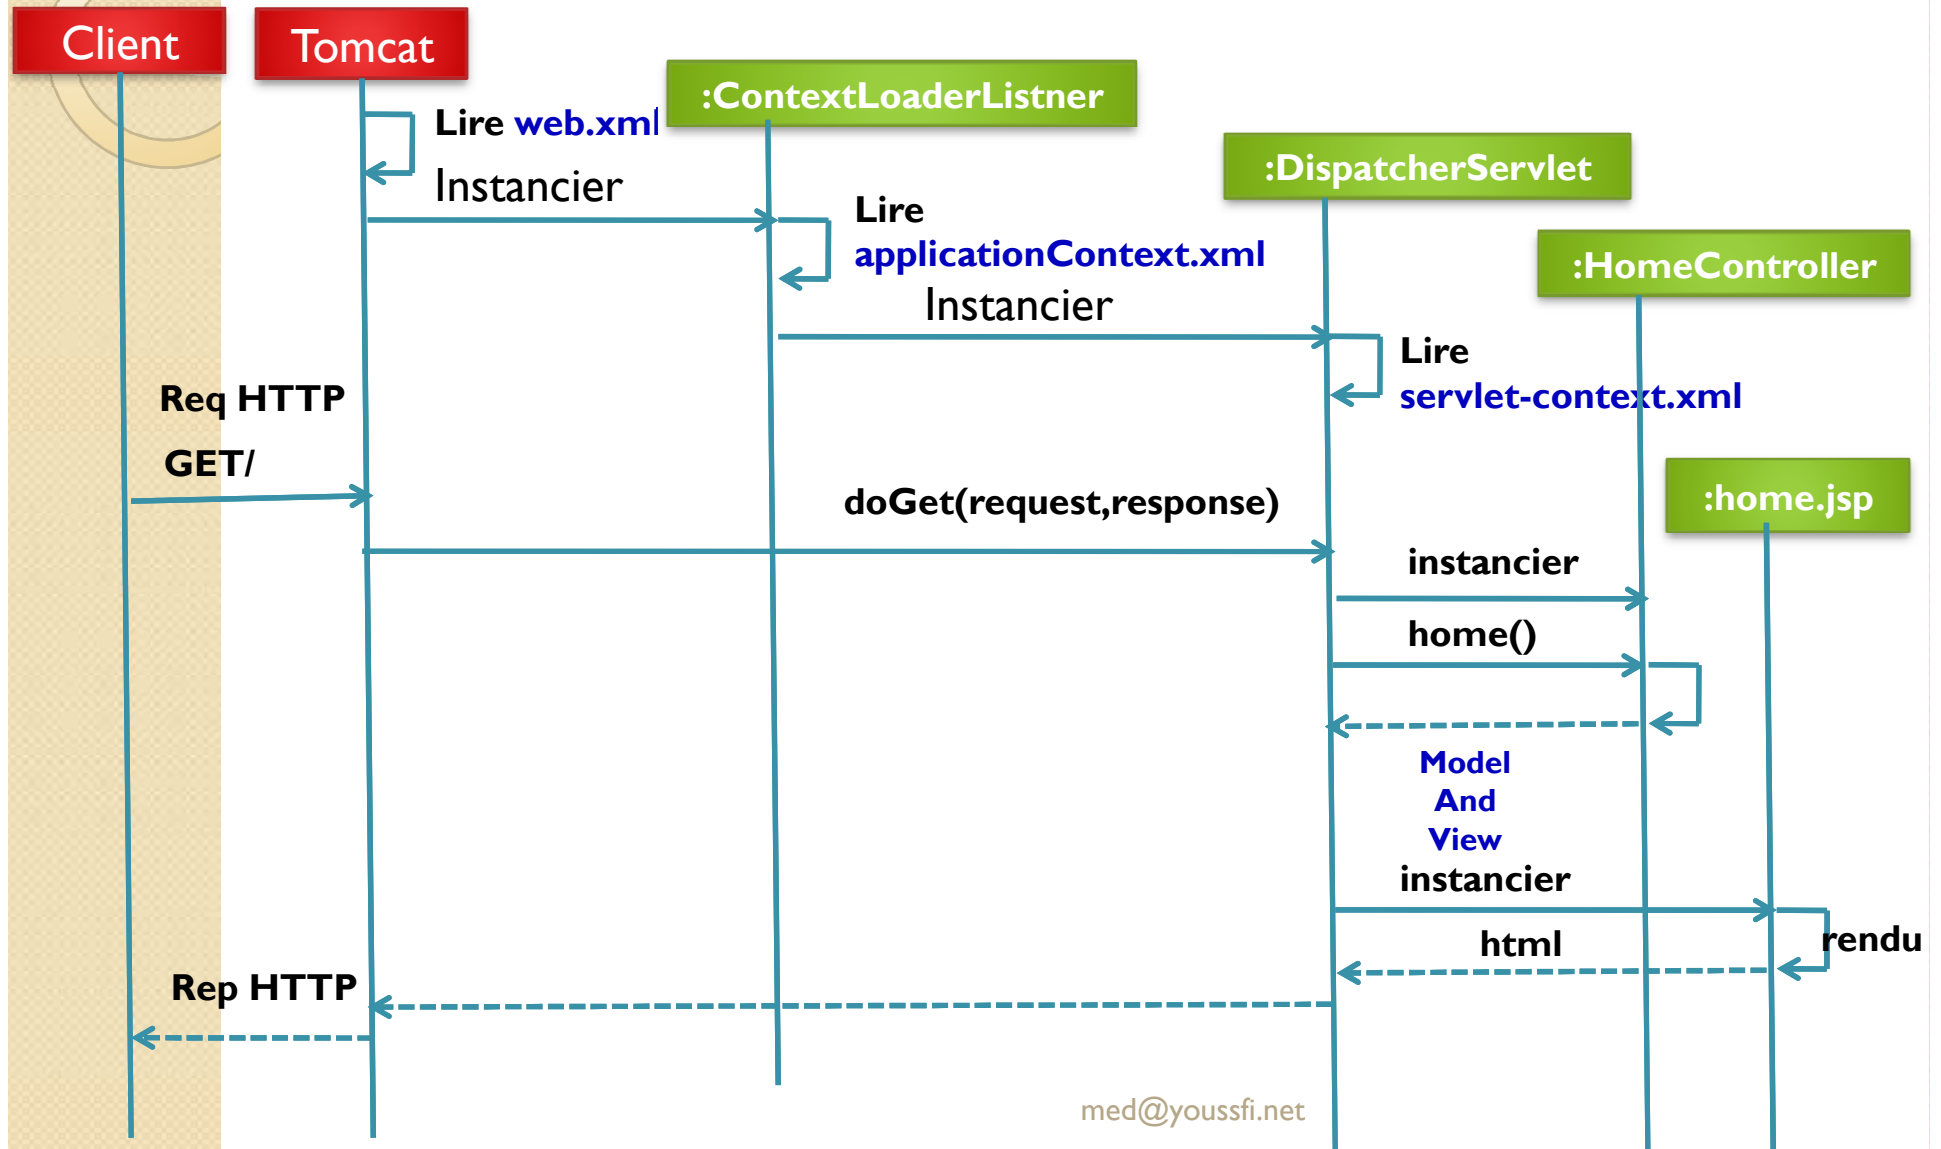 Client
Tomcat
:ContextLoaderListner
Lire web.xml
:DispatcherServlet
Instancier
Lire
applicationContext.xml
:HomeController
Instancier
Lire
servlet-context.xml
Req HTTP
GET/
:home.jsp
doGet(request,response)
instancier
home()
Model
And
View
instancier
html
rendu
Rep HTTP
med@youssfi.net